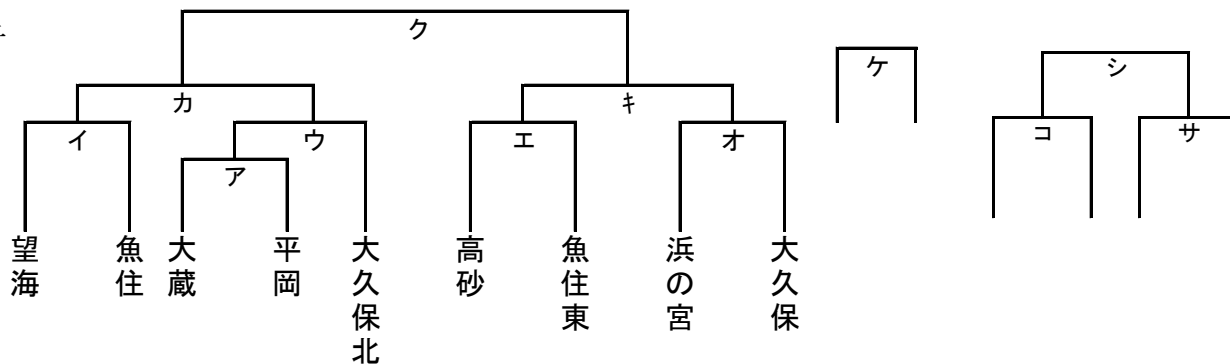 ク
ケ
シ
カ
キ
イ
ウ
エ
オ
コ
サ
ア
望海
魚住
大蔵
平岡
大久保北
高砂
魚住東
浜の宮
大久保